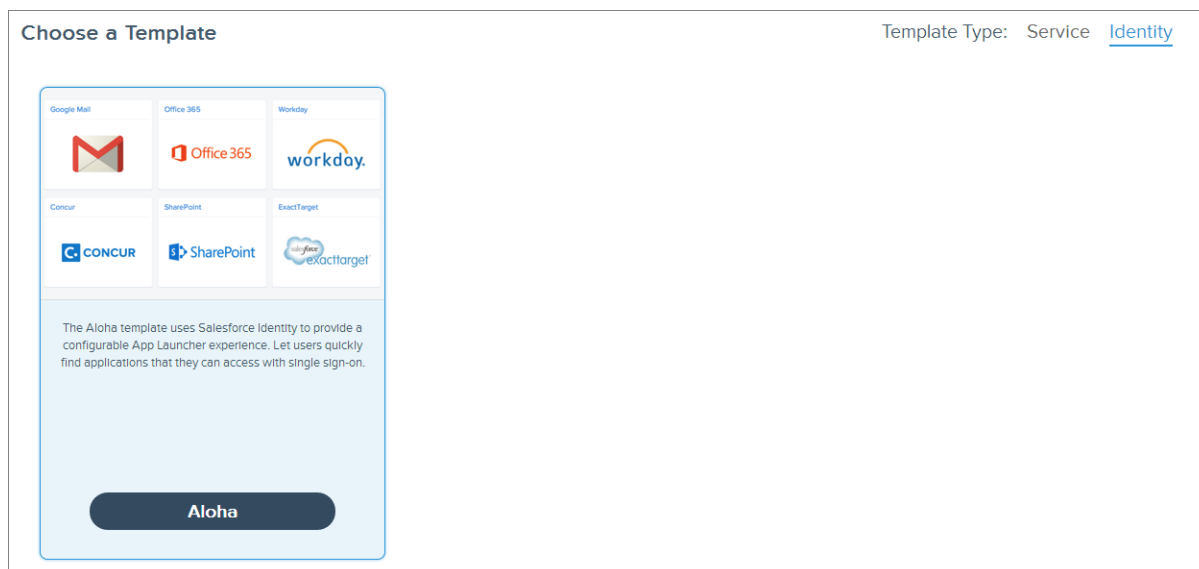 Choose a Template
Template Type: Service Identity
Google Mail Office 365 Workday
Office 365
workday.
Concur SharePoint ExactTarget
C. CONCUR
S SharePoint
salesforce
exacttarget
The Aloha template uses Salesforce Identity to provide a
configurable App Launcher experience. Let users quickly
find applications that they can access with single sign-on.
Aloha